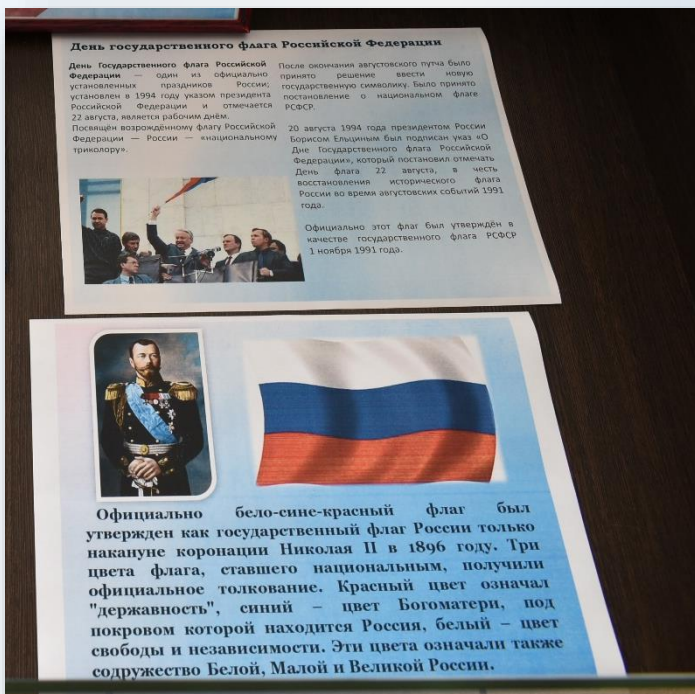 День государственного флага Российской Федерации
День Государственного флага Российской
Федерации — один из официально
установленных праздников России;
установлен в 1994 году указом президента
Российской Федерации и отмечается
22 августа, является рабочим днём.
Посвящён возрождённому флагу Российской
Федерации — России — «национальному
триколору».
После окончания августовского путча было
принято решение ввести новую
государственную символику. Было принято
постановление о национальном флаге
РСФСР.
20 августа 1994 года президентом России
Борисом Ельциным был подписан указ «О
Дне Государственного флага Российской
Федерации», который постановил отмечать
День флага 22 августа, в честь
восстановления исторического флага
России во время августовских событий 1991
года.
Официально этот флаг был утверждён в
качестве государственного флага РСФСР
1 ноября 1991 года.
Официально бело-сине-красный флаг был
утвержден как государственный флаг России только
накануне коронации Николая II в 1896 году. Три
цвета флага, ставшего национальным, получили
официальное толкование. Красный цвет означал
"державность", синий – цвет Богоматери, под
покровом которой находится Россия, белый – цвет
свободы и независимости. Эти цвета означали также
содружество Белой, Малой и Великой России.